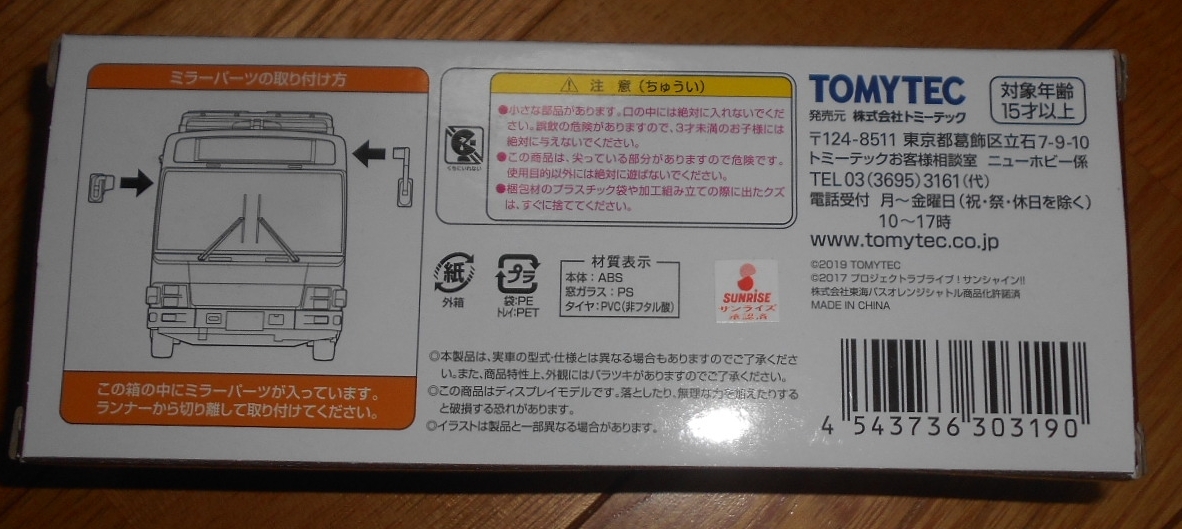 ミラーパーツの取り付け方
この箱の中にミラーパーツが入っています。
ランナーから切り離して取り付けてください。
くちにいれない
注 意（ちゅうい）
●小さな部品があります。口の中には絶対に入れないでくだ
さい。誤飲の危険がありますので、3才未満のお子様には
絶対に与えないでください。
●この商品は、尖っている部分がありますので危険です。
使用目的以外には絶対に遊ばないでください。
●梱包材のプラスチック袋や加工組み立ての際に出たクズ
は、すぐに捨ててください。
紙
外箱
プラ
袋:PE
トレイ:PET
材質表示
本体：ABS
窓ガラス：PS
タイヤ：PVC(非フタル酸)
SUNRISE
サンライズ
承認済
◎本製品は、実車の型式・仕様とは異なる場合もありますのでご了承くださ
い。また、商品特性上、外観にはバラツキがありますのでご了承ください。
◎この商品はディスプレイモデルです。落としたり、無理な力を加えたりする
と破損する恐れがあります。
◎イラストは製品と一部異なる場合があります。
TOMYTEC
対象年齢
15才以上
発売元 株式会社トミーテック
〒124-8511 東京都葛飾区立石7-9-10
トミーテックお客様相談室 ニューホビー係
TEL 03(3695)3161(代)
電話受付 月～金曜日(祝・祭・休日を除く)
10～17時
www.tomytec.co.jp
©2019 TOMYTEC
©2017 プロジェクトラブライブ！サンシャイン!!
株式会社東海バスオレンジシャトル商品化許諾済
MADE IN CHINA
4 543736 303190